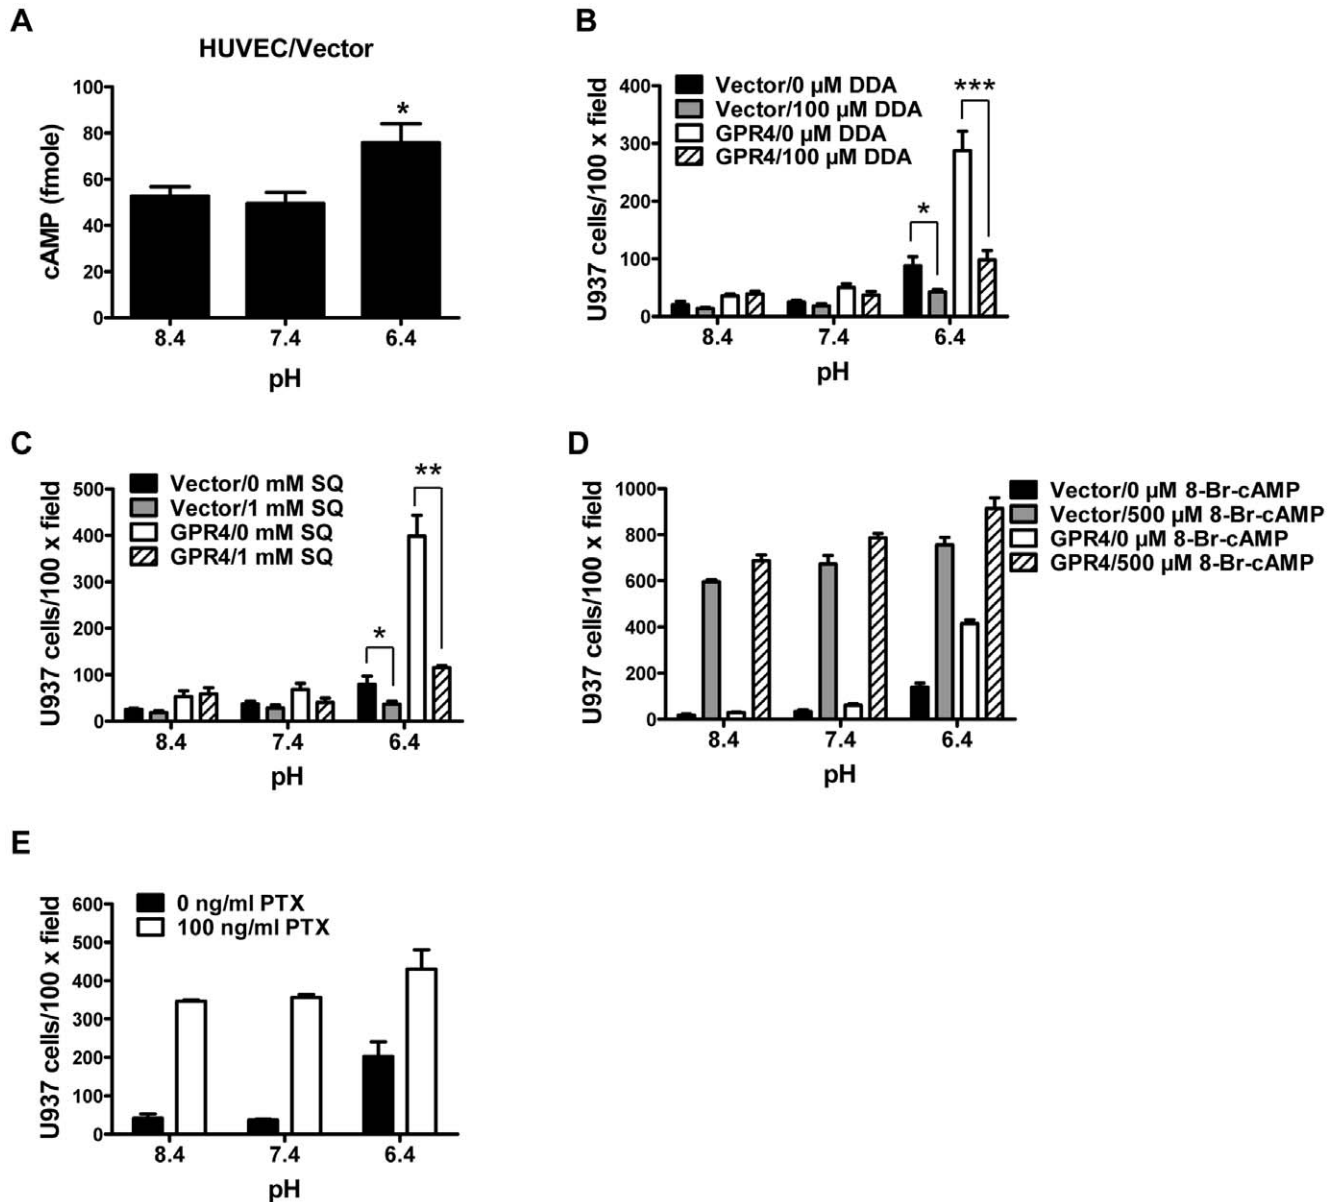 A
HUVEC/Vector
cAMP (fmole)
100
80
60
40
20
0
*
8.4 7.4 6.4
pH
B
U937 cells/100 x field
400
300
200
100
0
Vector/0 µM DDA
Vector/100 µM DDA
GPR4/0 µM DDA
GPR4/100 µM DDA
***
*
8.4 7.4 6.4
pH
C
U937 cells/100 x field
500
400
300
200
100
0
Vector/0 mM SQ
Vector/1 mM SQ
GPR4/0 mM SQ
GPR4/1 mM SQ
**
*
8.4 7.4 6.4
pH
D
U937 cells/100 x field
1000
800
600
400
200
0
Vector/0 µM 8-Br-cAMP
Vector/500 µM 8-Br-cAMP
GPR4/0 µM 8-Br-cAMP
GPR4/500 µM 8-Br-cAMP
8.4 7.4 6.4
pH
E
U937 cells/100 x field
600
500
400
300
200
100
0
0 ng/ml PTX
100 ng/ml PTX
8.4 7.4 6.4
pH